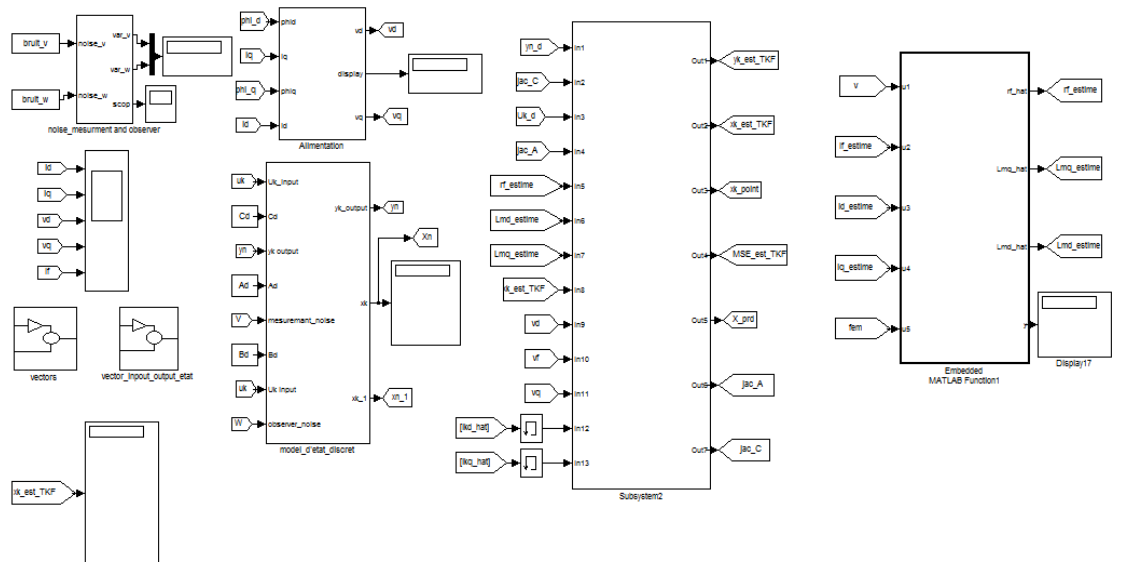 bruit_v
noise_v
var_v
var_w
bruit_w
noise_w
scop
noise_mesurment and observer
phi_d
phid
Iq
Iq
phi_q
phiq
Id
Id
vd
display
vq
vd
vq
Alimentation
Id
Iq
vd
vq
If
vectors
vector_input_output_etat
xk_est_TKF
uk
Uk_Input
Cd
Cd
yn
yk output
Ad
Ad
V
mesuremant_noise
Bd
Bd
uk
Uk Input
W
observer_noise
yk_output
yn
Xn
xk
xk_1
xn_1
model_d'etat_discret
yn_d
In1
jac_C
In2
Uk_d
In3
jac_A
In4
rf_estime
In5
Lmd_estime
In6
Lmq_estime
In7
xk_est_TKF
In8
vd
In9
vf
In10
vq
In11
[ikd_hat]
In12
[ikq_hat]
In13
Out1
yk_est_TKF
Out2
xk_est_TKF
Out3
xk_point
Out4
MSE_est_TKF
Out5
X_prd
Out6
jac_A
Out7
jac_C
Subsystem2
v
u1
if_estime
u2
Id_estime
u3
Iq_estime
u4
fem
u5
rf_hat
rf_estime
Lmq_hat
Lmq_estime
Lmd_hat
Lmd_estime
Embedded
MATLAB Function1
Display17